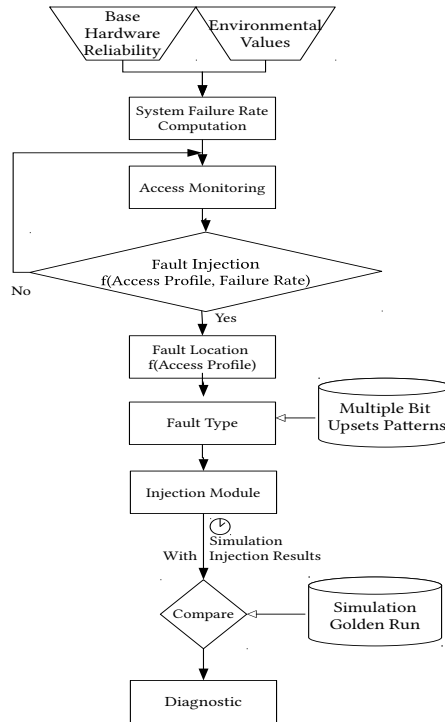 Base
Hardware
Reliability
Environmental
Values
System Failure Rate
Computation
Access Monitoring
Fault Injection
f(Access Profile, Failure Rate)
No
Yes
Fault Location
f(Access Profile)
Fault Type
Multiple Bit
Upsets Patterns
Injection Module
Simulation
With Injection Results
Compare
Simulation
Golden Run
Diagnostic